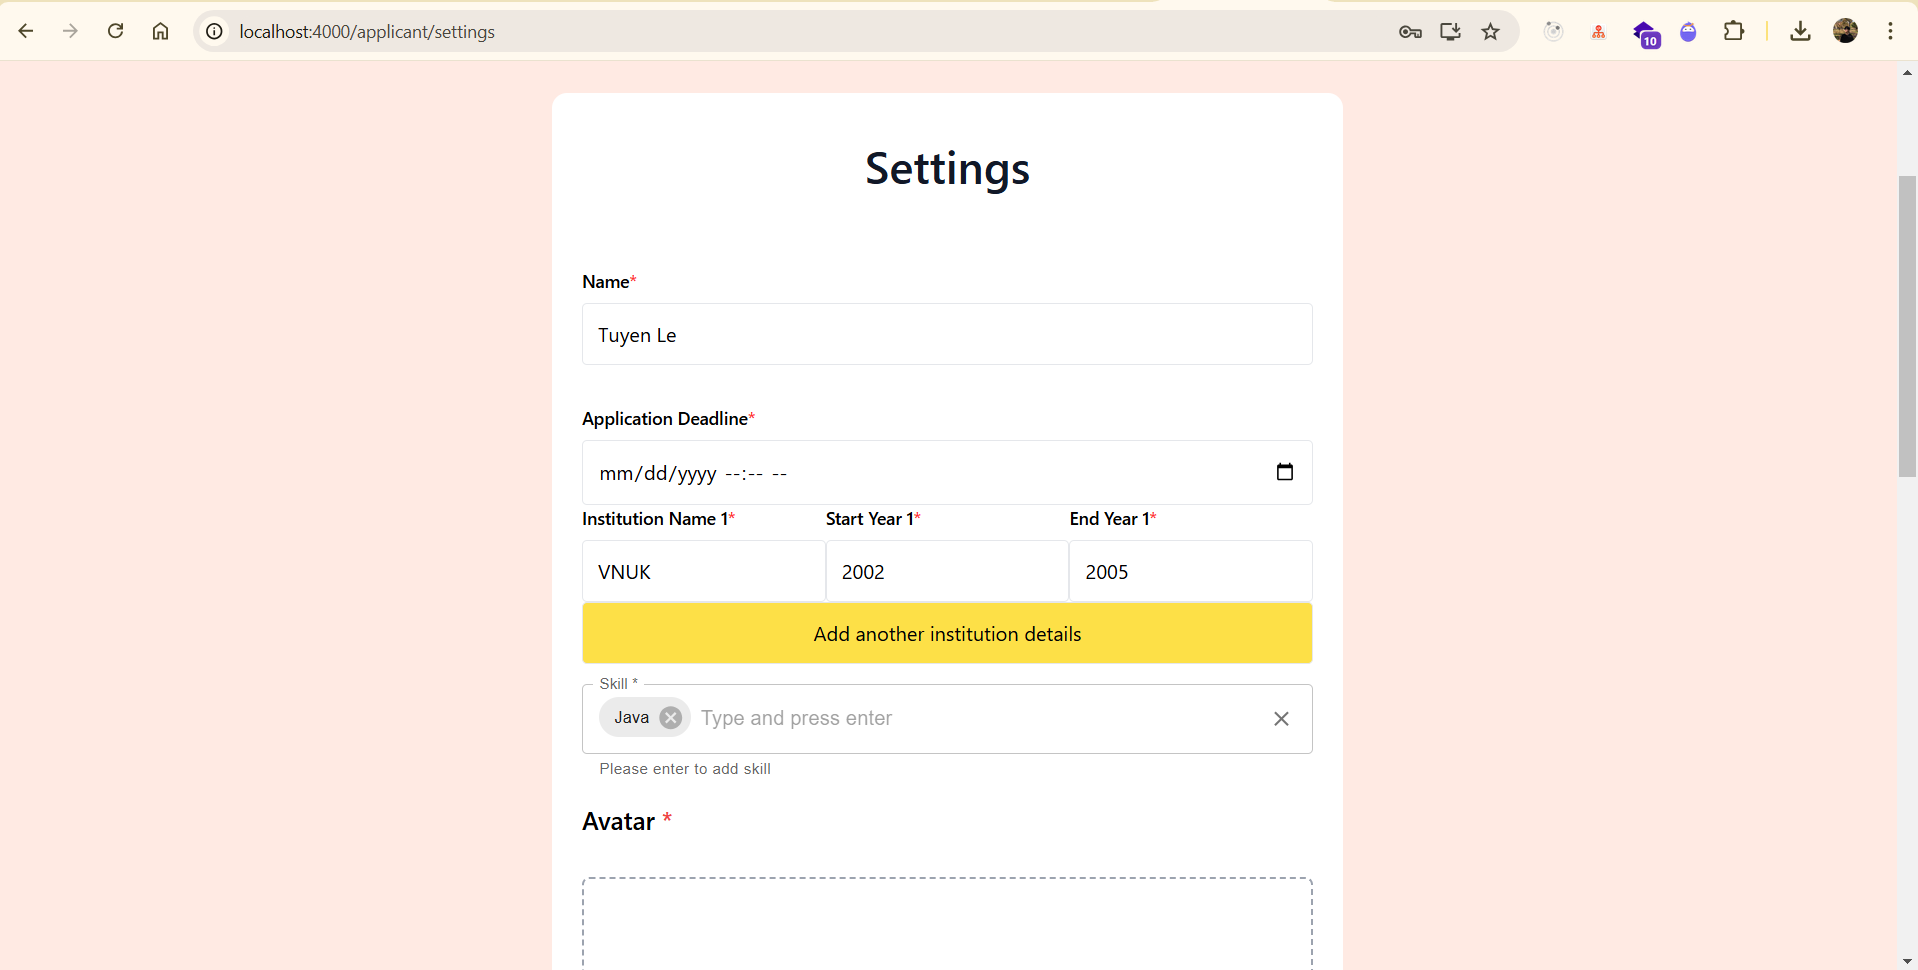 localhost:4000/applicant/settings
10
Settings
Name*
Tuyen Le
Application Deadline*
mm/dd/yyyy --:-- --
Institution Name 1* Start Year 1* End Year 1*
VNUK 2002 2005
Add another institution details
Skill *
Java Type and press enter
Please enter to add skill
Avatar *